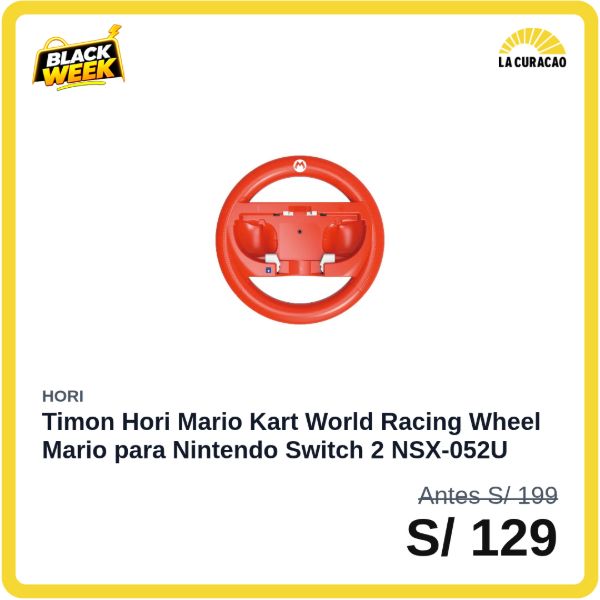 BLACK
WEEK
LA CURACAO
M
HORI
Timon Hori Mario Kart World Racing Wheel
Mario para Nintendo Switch 2 NSX-052U
Antes S/ 199
S/ 129